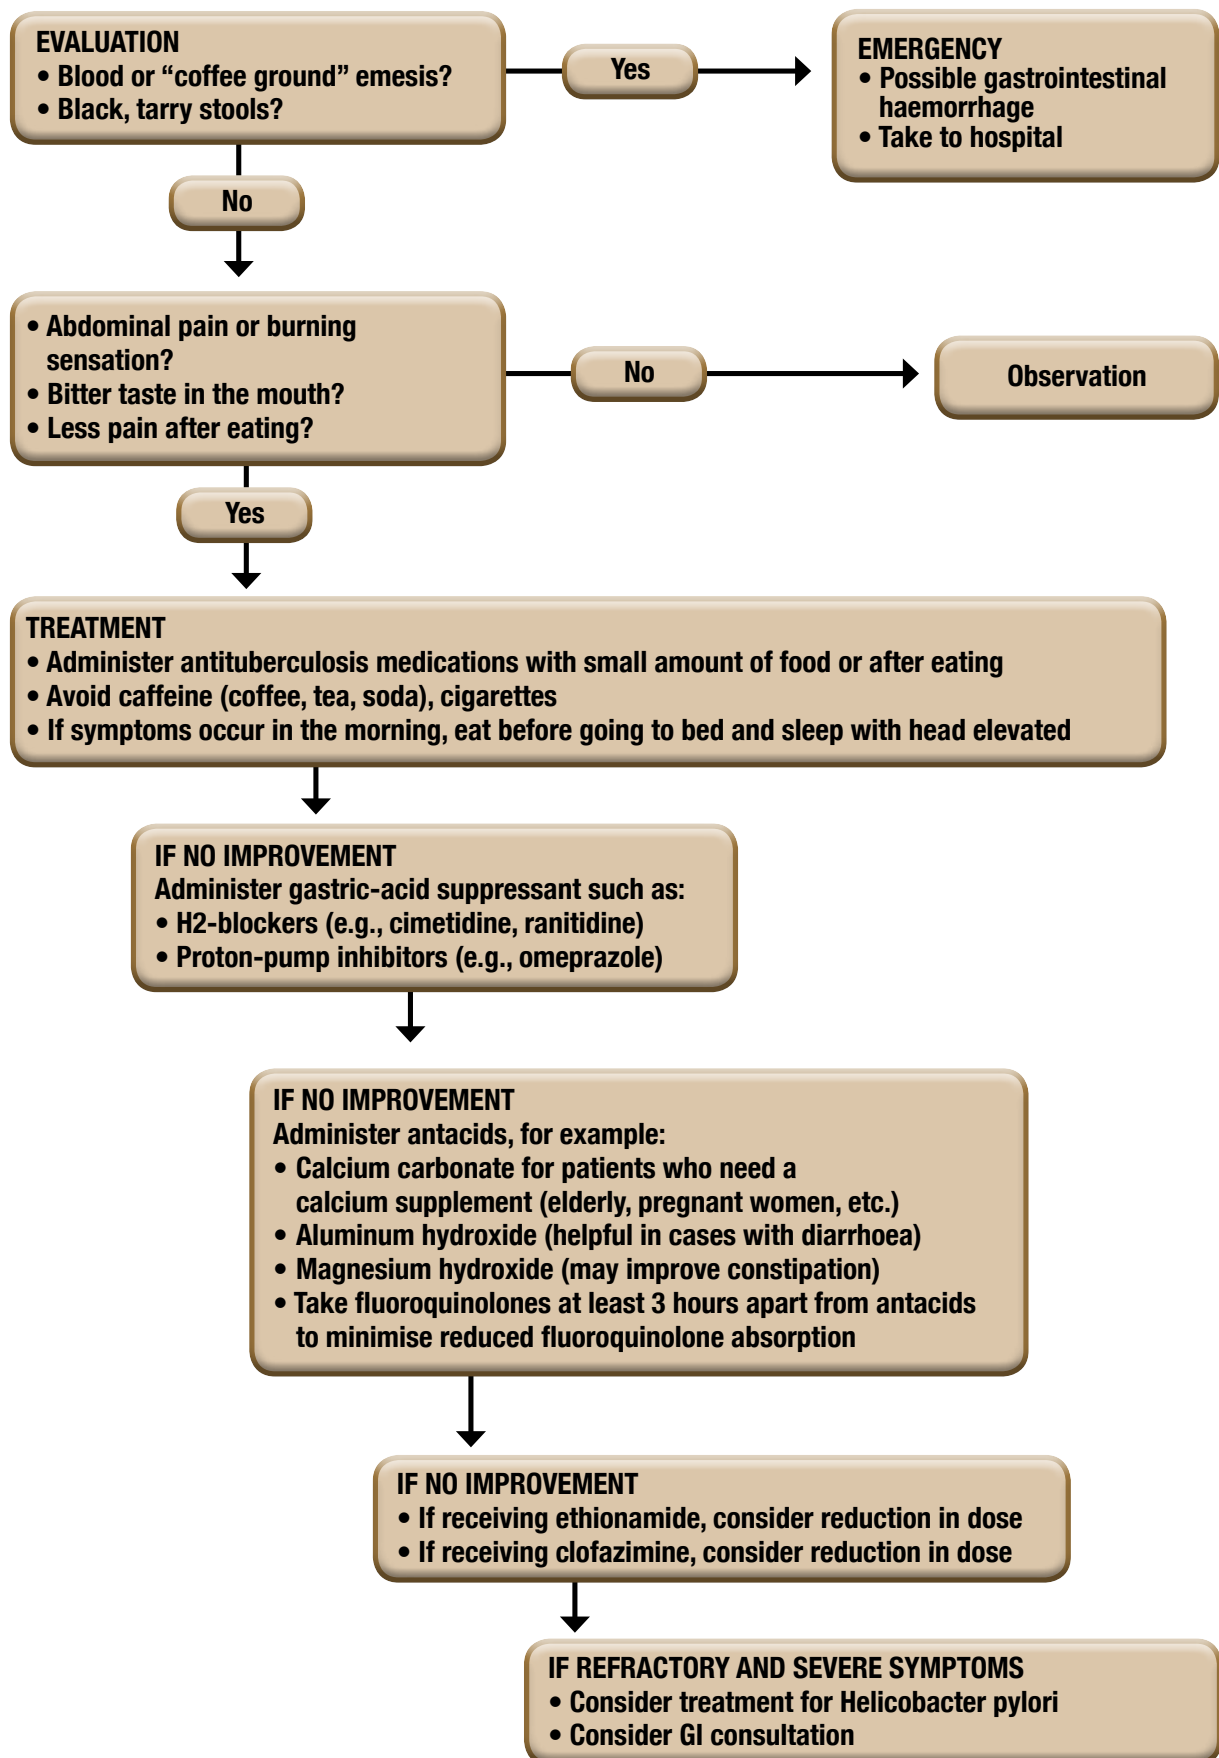 EVALUATION
• Blood or “coffee ground” emesis?
• Black, tarry stools?
Yes
EMERGENCY
• Possible gastrointestinal
haemorrhage
• Take to hospital
No
• Abdominal pain or burning
sensation?
• Bitter taste in the mouth?
• Less pain after eating?
No
Observation
Yes
TREATMENT
• Administer antituberculosis medications with small amount of food or after eating
• Avoid caffeine (coffee, tea, soda), cigarettes
• If symptoms occur in the morning, eat before going to bed and sleep with head elevated
IF NO IMPROVEMENT
Administer gastric-acid suppressant such as:
• H2-blockers (e.g., cimetidine, ranitidine)
• Proton-pump inhibitors (e.g., omeprazole)
IF NO IMPROVEMENT
Administer antacids, for example:
• Calcium carbonate for patients who need a
calcium supplement (elderly, pregnant women, etc.)
• Aluminum hydroxide (helpful in cases with diarrhoea)
• Magnesium hydroxide (may improve constipation)
• Take fluoroquinolones at least 3 hours apart from antacids
to minimise reduced fluoroquinolone absorption
IF NO IMPROVEMENT
• If receiving ethionamide, consider reduction in dose
• If receiving clofazimine, consider reduction in dose
IF REFRACTORY AND SEVERE SYMPTOMS
• Consider treatment for Helicobacter pylori
• Consider GI consultation